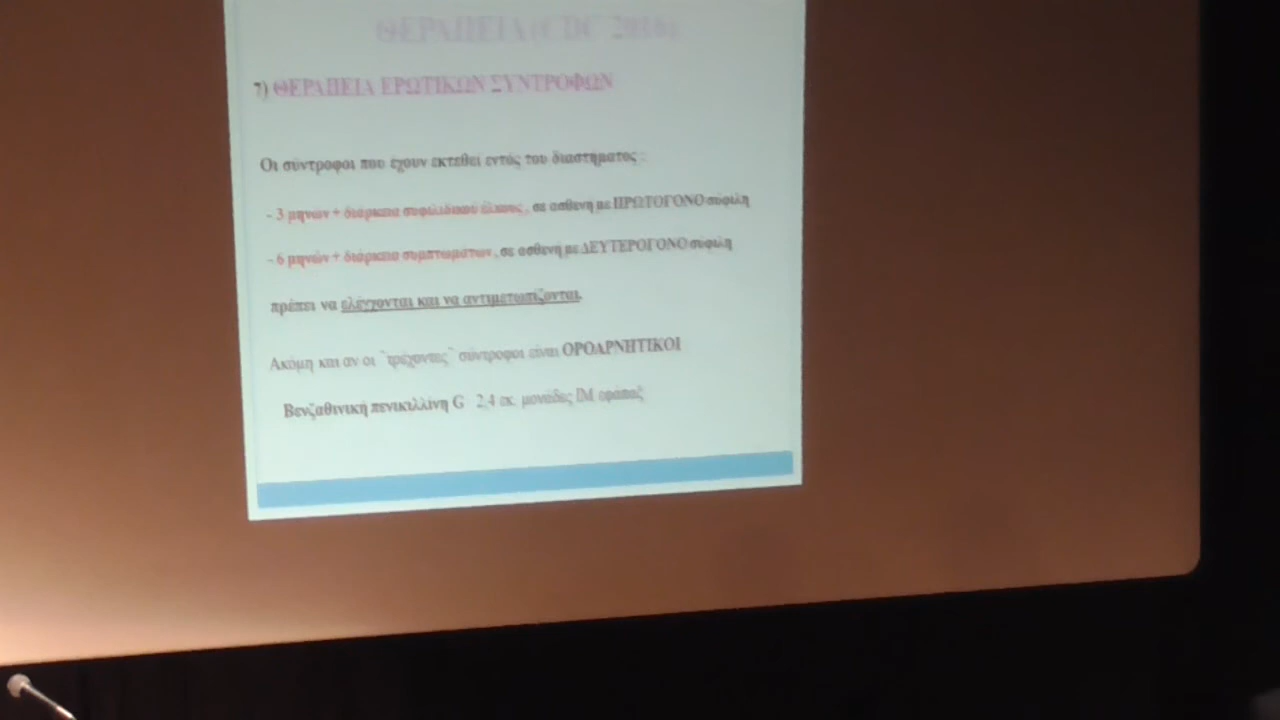 ΘΕΡΑΠΕΙΑ (CDC
7) ΘΕΡΑΠΕΙΑ ΕΡΩΤΙΚΩΝ ΣΥΝΤΡΟΦΩΝ
Οι σύντροφοι που έχουν εκτεθεί εντός του διαστήματος :
- 3 μηνών + διάρκεια συφιλιδικού έλκους, σε ασθενή με ΠΡΩΤΟΓΟΝΟ σύφιλη
- 6 μηνών + διάρκεια συμπτωμάτων, σε ασθενή με ΔΕΥΤΕΡΟΓΟΝΟ σύφιλη
πρέπει να ελέγχονται και να αντιμετωπίζονται.
Ακόμη και αν οι ¨τρέχοντες¨ σύντροφοι είναι ΟΡΟΑΡΝΗΤΙΚΟΙ
Βενζαθινική πενικιλλίνη G 2,4 εκ. μονάδες IM εφάπαξ